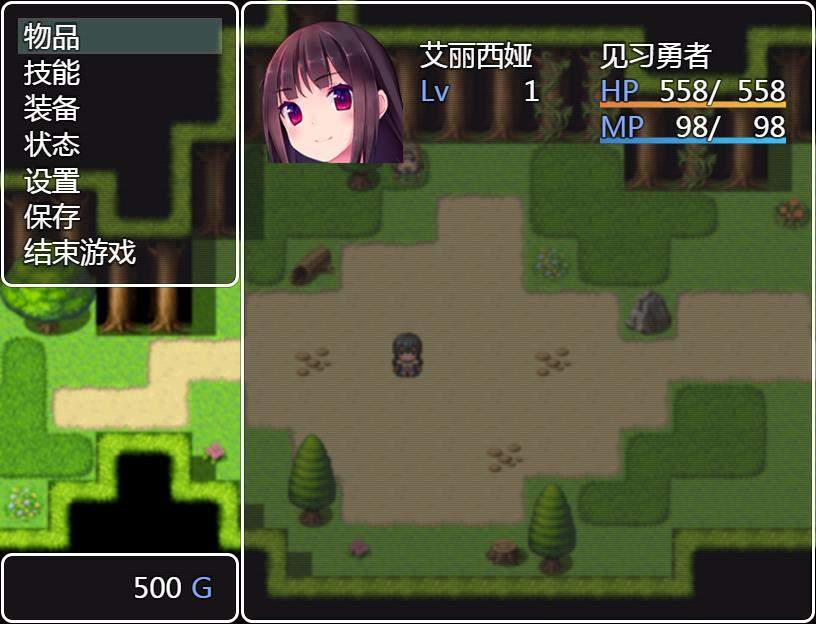 物品
技能
装备
状态
设置
保存
结束游戏
艾丽西娅 见习勇者
Lv 1 HP 558/ 558
MP 98/ 98
500 G